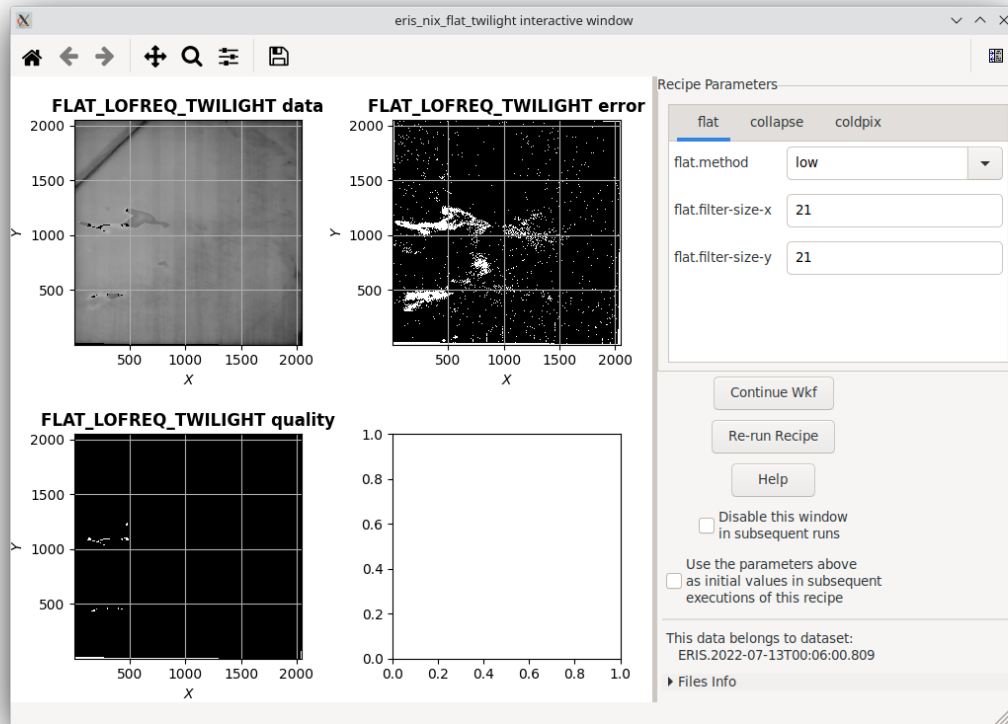 eris_nix_flat_twilight interactive window
FLAT_LOFREQ_TWILIGHT data
2000
1500
1000
500
Y
500
1000
1500
2000
X
FLAT_LOFREQ_TWILIGHT error
2000
1500
1000
500
Y
500
1000
1500
2000
X
FLAT_LOFREQ_TWILIGHT quality
2000
1500
1000
500
Y
500
1000
1500
2000
X
1.0
0.8
0.6
0.4
0.2
0.0
0.0
0.2
0.4
0.6
0.8
1.0
Recipe Parameters
flat
collapse
coldpix
flat.method
low
flat.filter-size-x
21
flat.filter-size-y
21
Continue Wkf
Re-run Recipe
Help
Disable this window
in subsequent runs
Use the parameters above
as initial values in subsequent
executions of this recipe
This data belongs to dataset:
ERIS.2022-07-13T00:06:00.809
Files Info